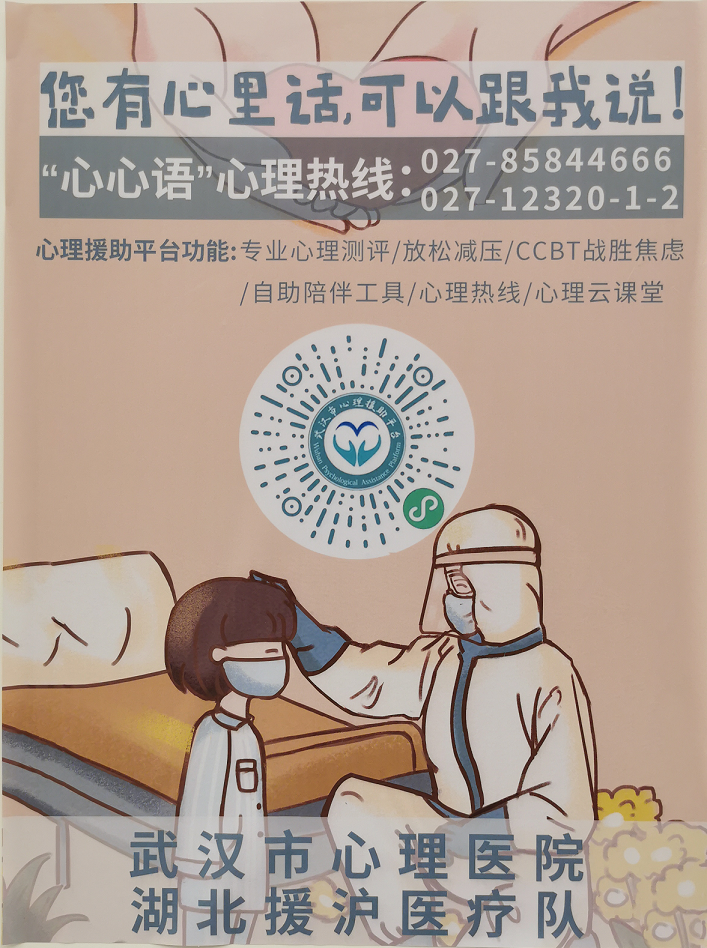 您有心里话,可以跟我说!
“心心语”心理热线:
027-85844666
027-12320-1-2
心理援助平台功能:专业心理测评/放松减压/CCBT战胜焦虑
/自助陪伴工具/心理热线/心理云课堂
武汉市心理援助平台
Wuhan Psychological Assistance Platform
武汉市心理医院
湖北援沪医疗队